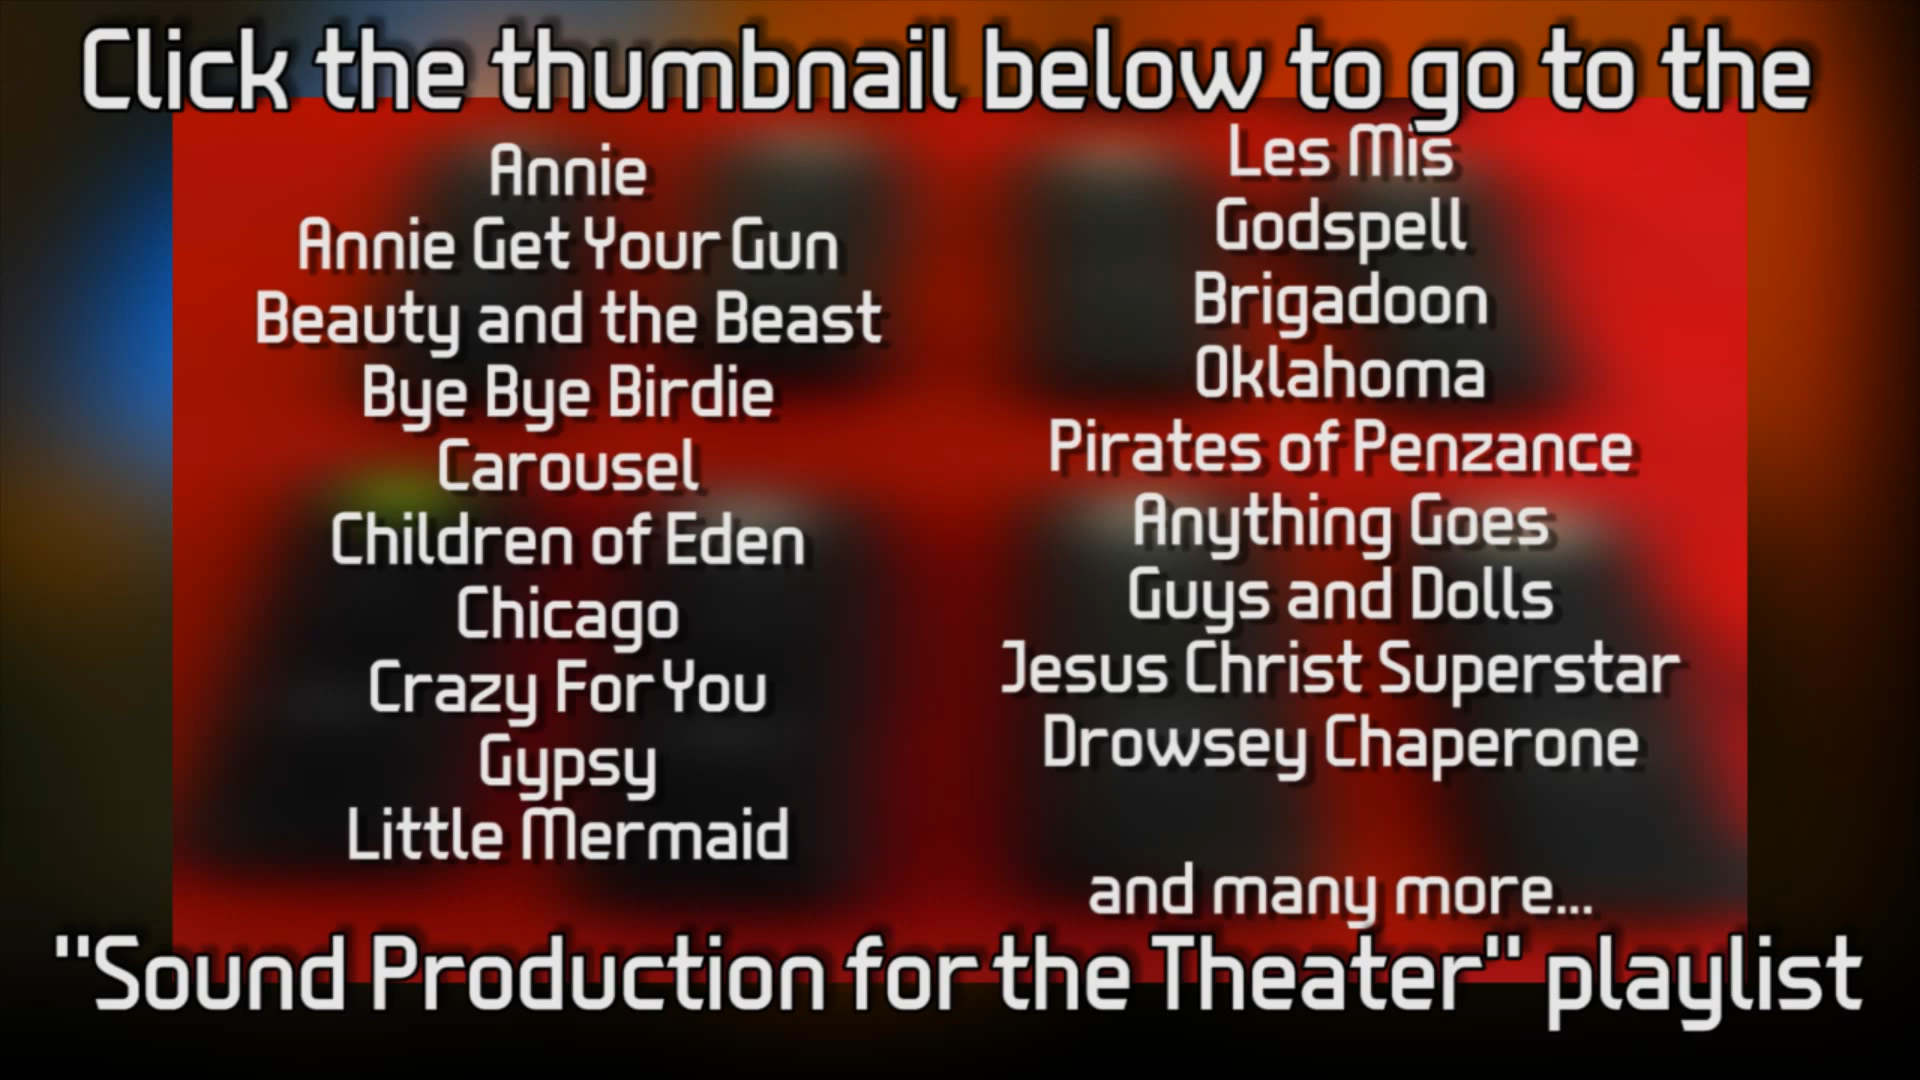 Click the thumbnail below to go to the
Annie
Annie Get Your Gun
Beauty and the Beast
Bye Bye Birdie
Carousel
Children of Eden
Chicago
Crazy For You
Gypsy
Little Mermaid
Les Mis
Godspell
Brigadoon
Oklahoma
Pirates of Penzance
Anything Goes
Guys and Dolls
Jesus Christ Superstar
Drowsey Chaperone
and many more...
"Sound Production for the Theater" playlist